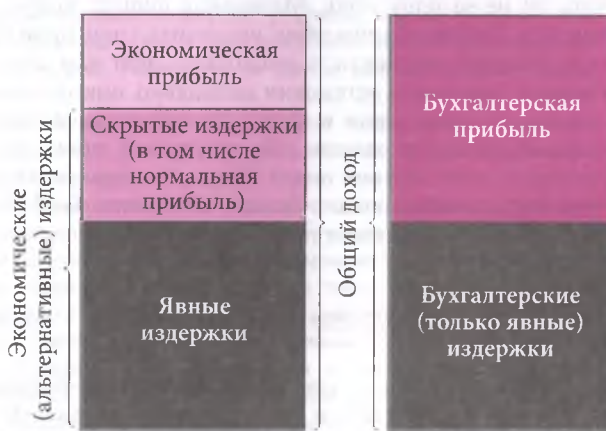 Экономические
(альтернативные) издержки
Экономическая
прибыль
Скрытые издержки
(в том числе
нормальная
прибыль)
Явные
издержки
Общий доход
Бухгалтерская
прибыль
Бухгалтерские
(только явные)
издержки